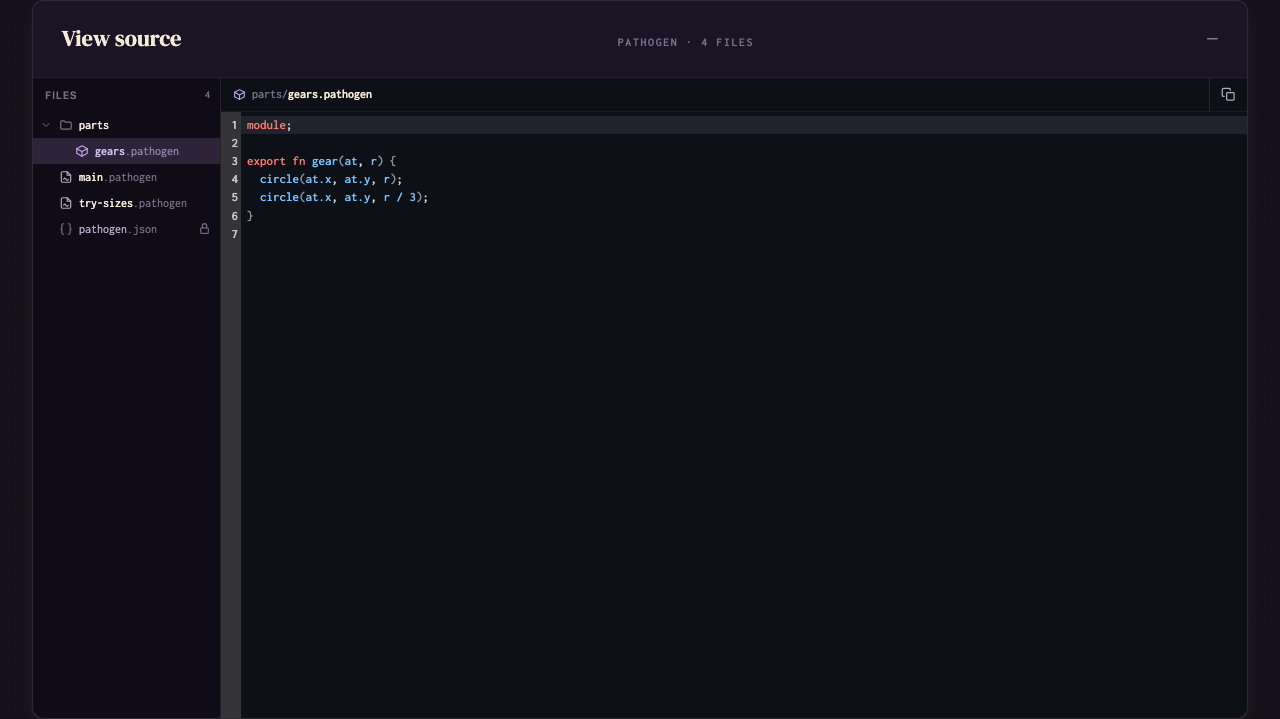 View source
PATHOGEN · 4 FILES
FILES 4
parts
gears.pathogen
main.pathogen
try-sizes.pathogen
{} pathogen.json
parts/gears.pathogen
1 module;
2
3 export fn gear(at, r) {
4   circle(at.x, at.y, r);
5   circle(at.x, at.y, r / 3);
6 }
7